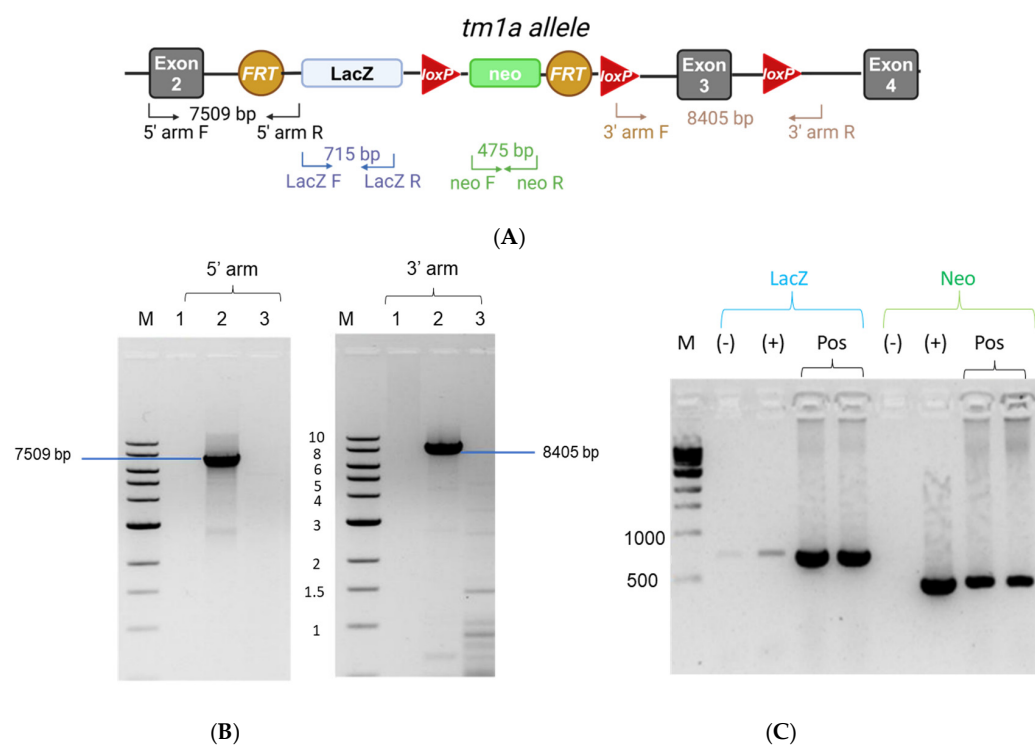 tm1a allele
Exon 2
FRT
LacZ
loxP
neo
FRT
loxP
Exon 3
loxP
Exon 4
7509 bp
5' arm F
5' arm R
715 bp
LacZ F
LacZ R
475 bp
neo F
neo R
3' arm F
8405 bp
3' arm R
(A)
5' arm
M 1 2 3
7509 bp
3' arm
M 1 2 3
10
8
6
5
4
3
2
1.5
1
8405 bp
(B)
LacZ Neo
M (-) (+) Pos (-) (+) Pos
1000
500
(C)